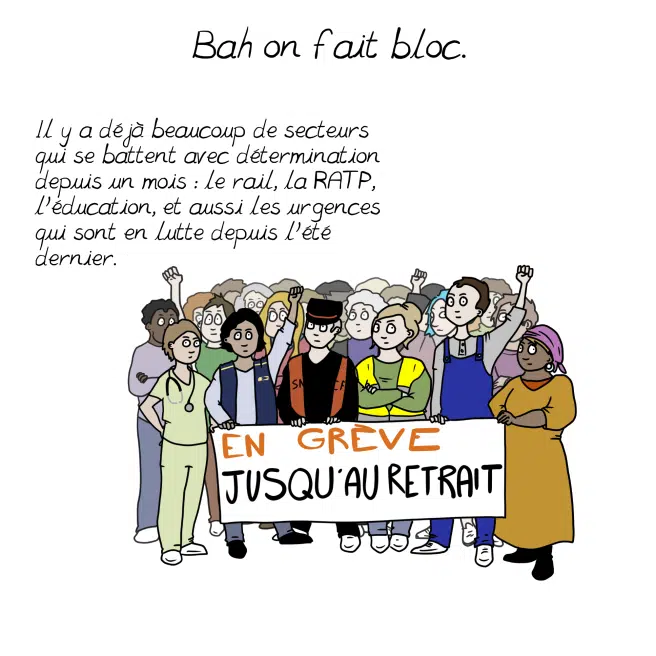 Bah on fait bloc.
Il y a déjà beaucoup de secteurs
qui se battent avec détermination
depuis un mois : le rail, la RATP,
l'éducation, et aussi les urgences
qui sont en lutte depuis l'été
dernier.
EN GRÈVE
JUSQU'AU RETRAIT